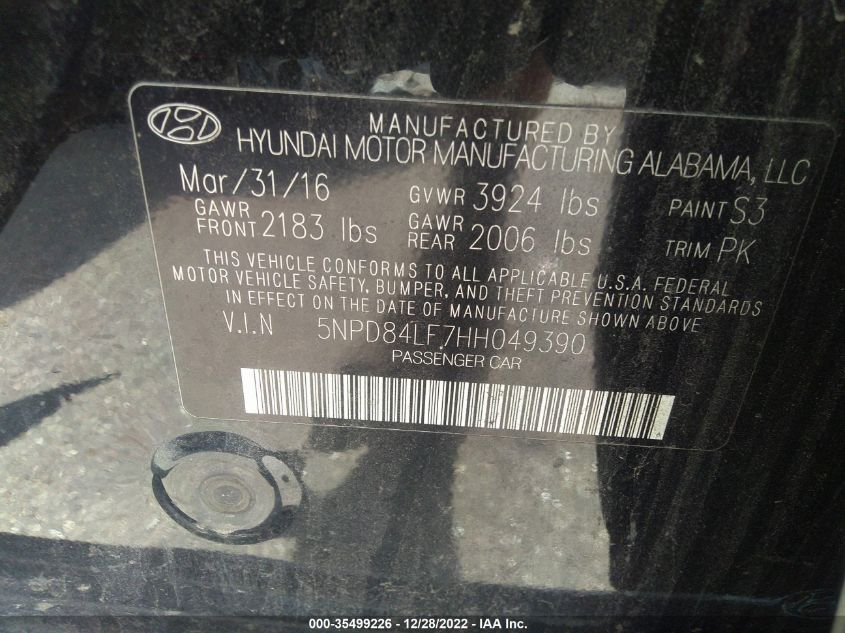 MANUFACTURED BY
HYUNDAI MOTOR MANUFACTURING ALABAMA, LLC
Mar/31/16 GVWR 3924 lbs PAINT S3
GAWR FRONT 2183 lbs GAWR REAR 2006 lbs TRIM PK
THIS VEHICLE CONFORMS TO ALL APPLICABLE U.S.A. FEDERAL
MOTOR VEHICLE SAFETY, BUMPER, AND THEFT PREVENTION STANDARDS
IN EFFECT ON THE DATE OF MANUFACTURE SHOWN ABOVE.
V.I.N 5NPD84LF7HH049390
PASSENGER CAR
000-35499226 - 12/28/2022 - IAA Inc.